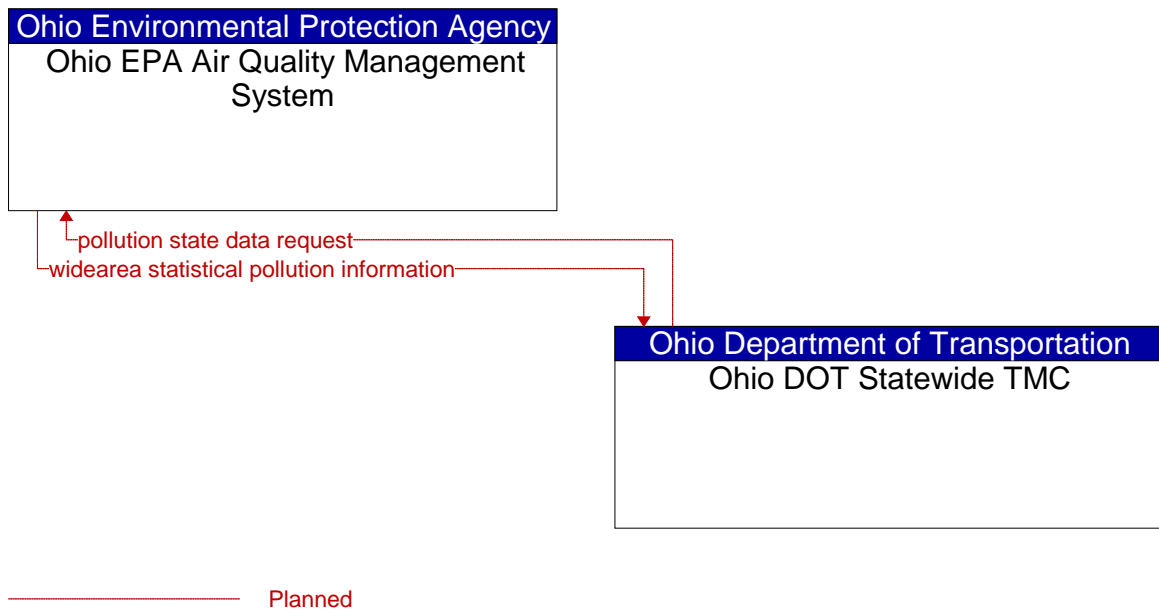 Ohio Environmental Protection Agency
Ohio EPA Air Quality Management
System
pollution state data request
widearea statistical pollution information
Ohio Department of Transportation
Ohio DOT Statewide TMC
Planned